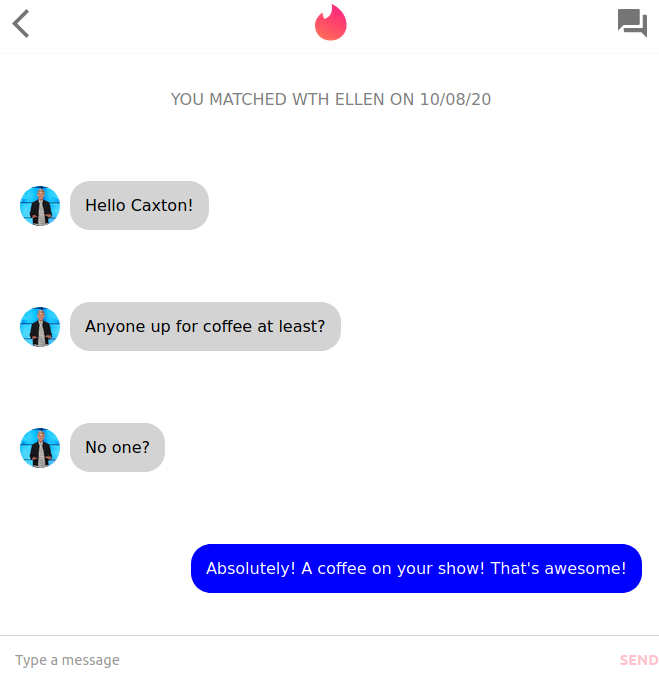 YOU MATCHED WTH ELLEN ON 10/08/20
Hello Caxton!
Anyone up for coffee at least?
No one?
Absolutely! A coffee on your show! That's awesome!
Type a message
SEND